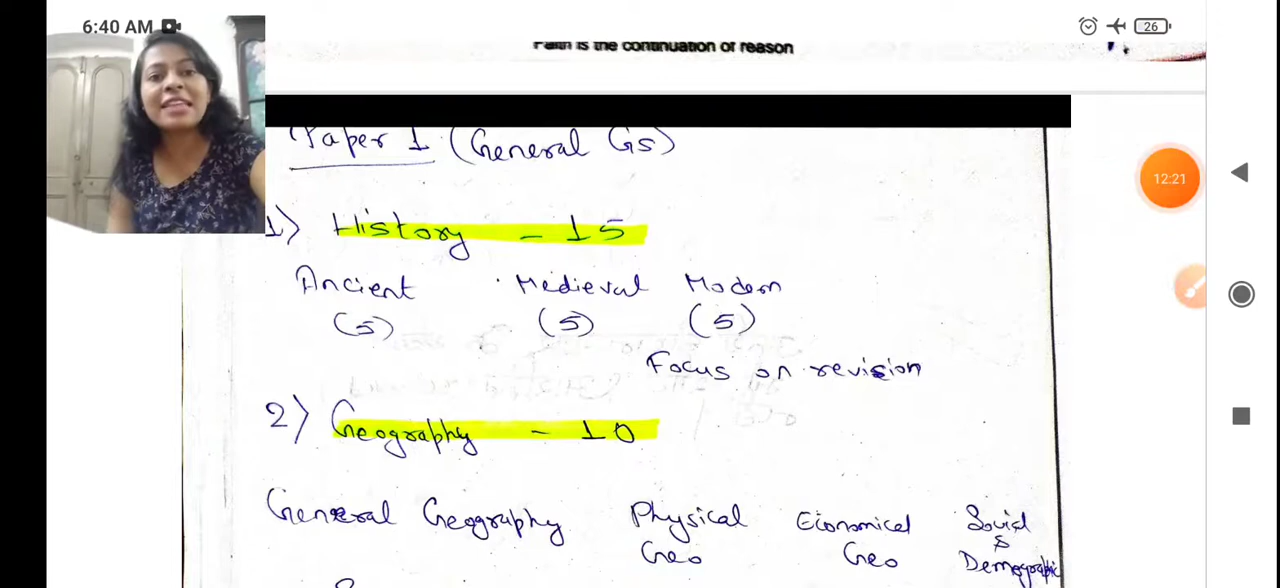 6:40 AM
26
Faith is the continuation of reason
12:21
Paper 1 (General GS)
1) History - 15
Ancient Medieval Modern
(5) (5) (5)
Focus on revision
2) Geography - 10
General Geography Physical Economical Social
Geo Geo &
Demographic